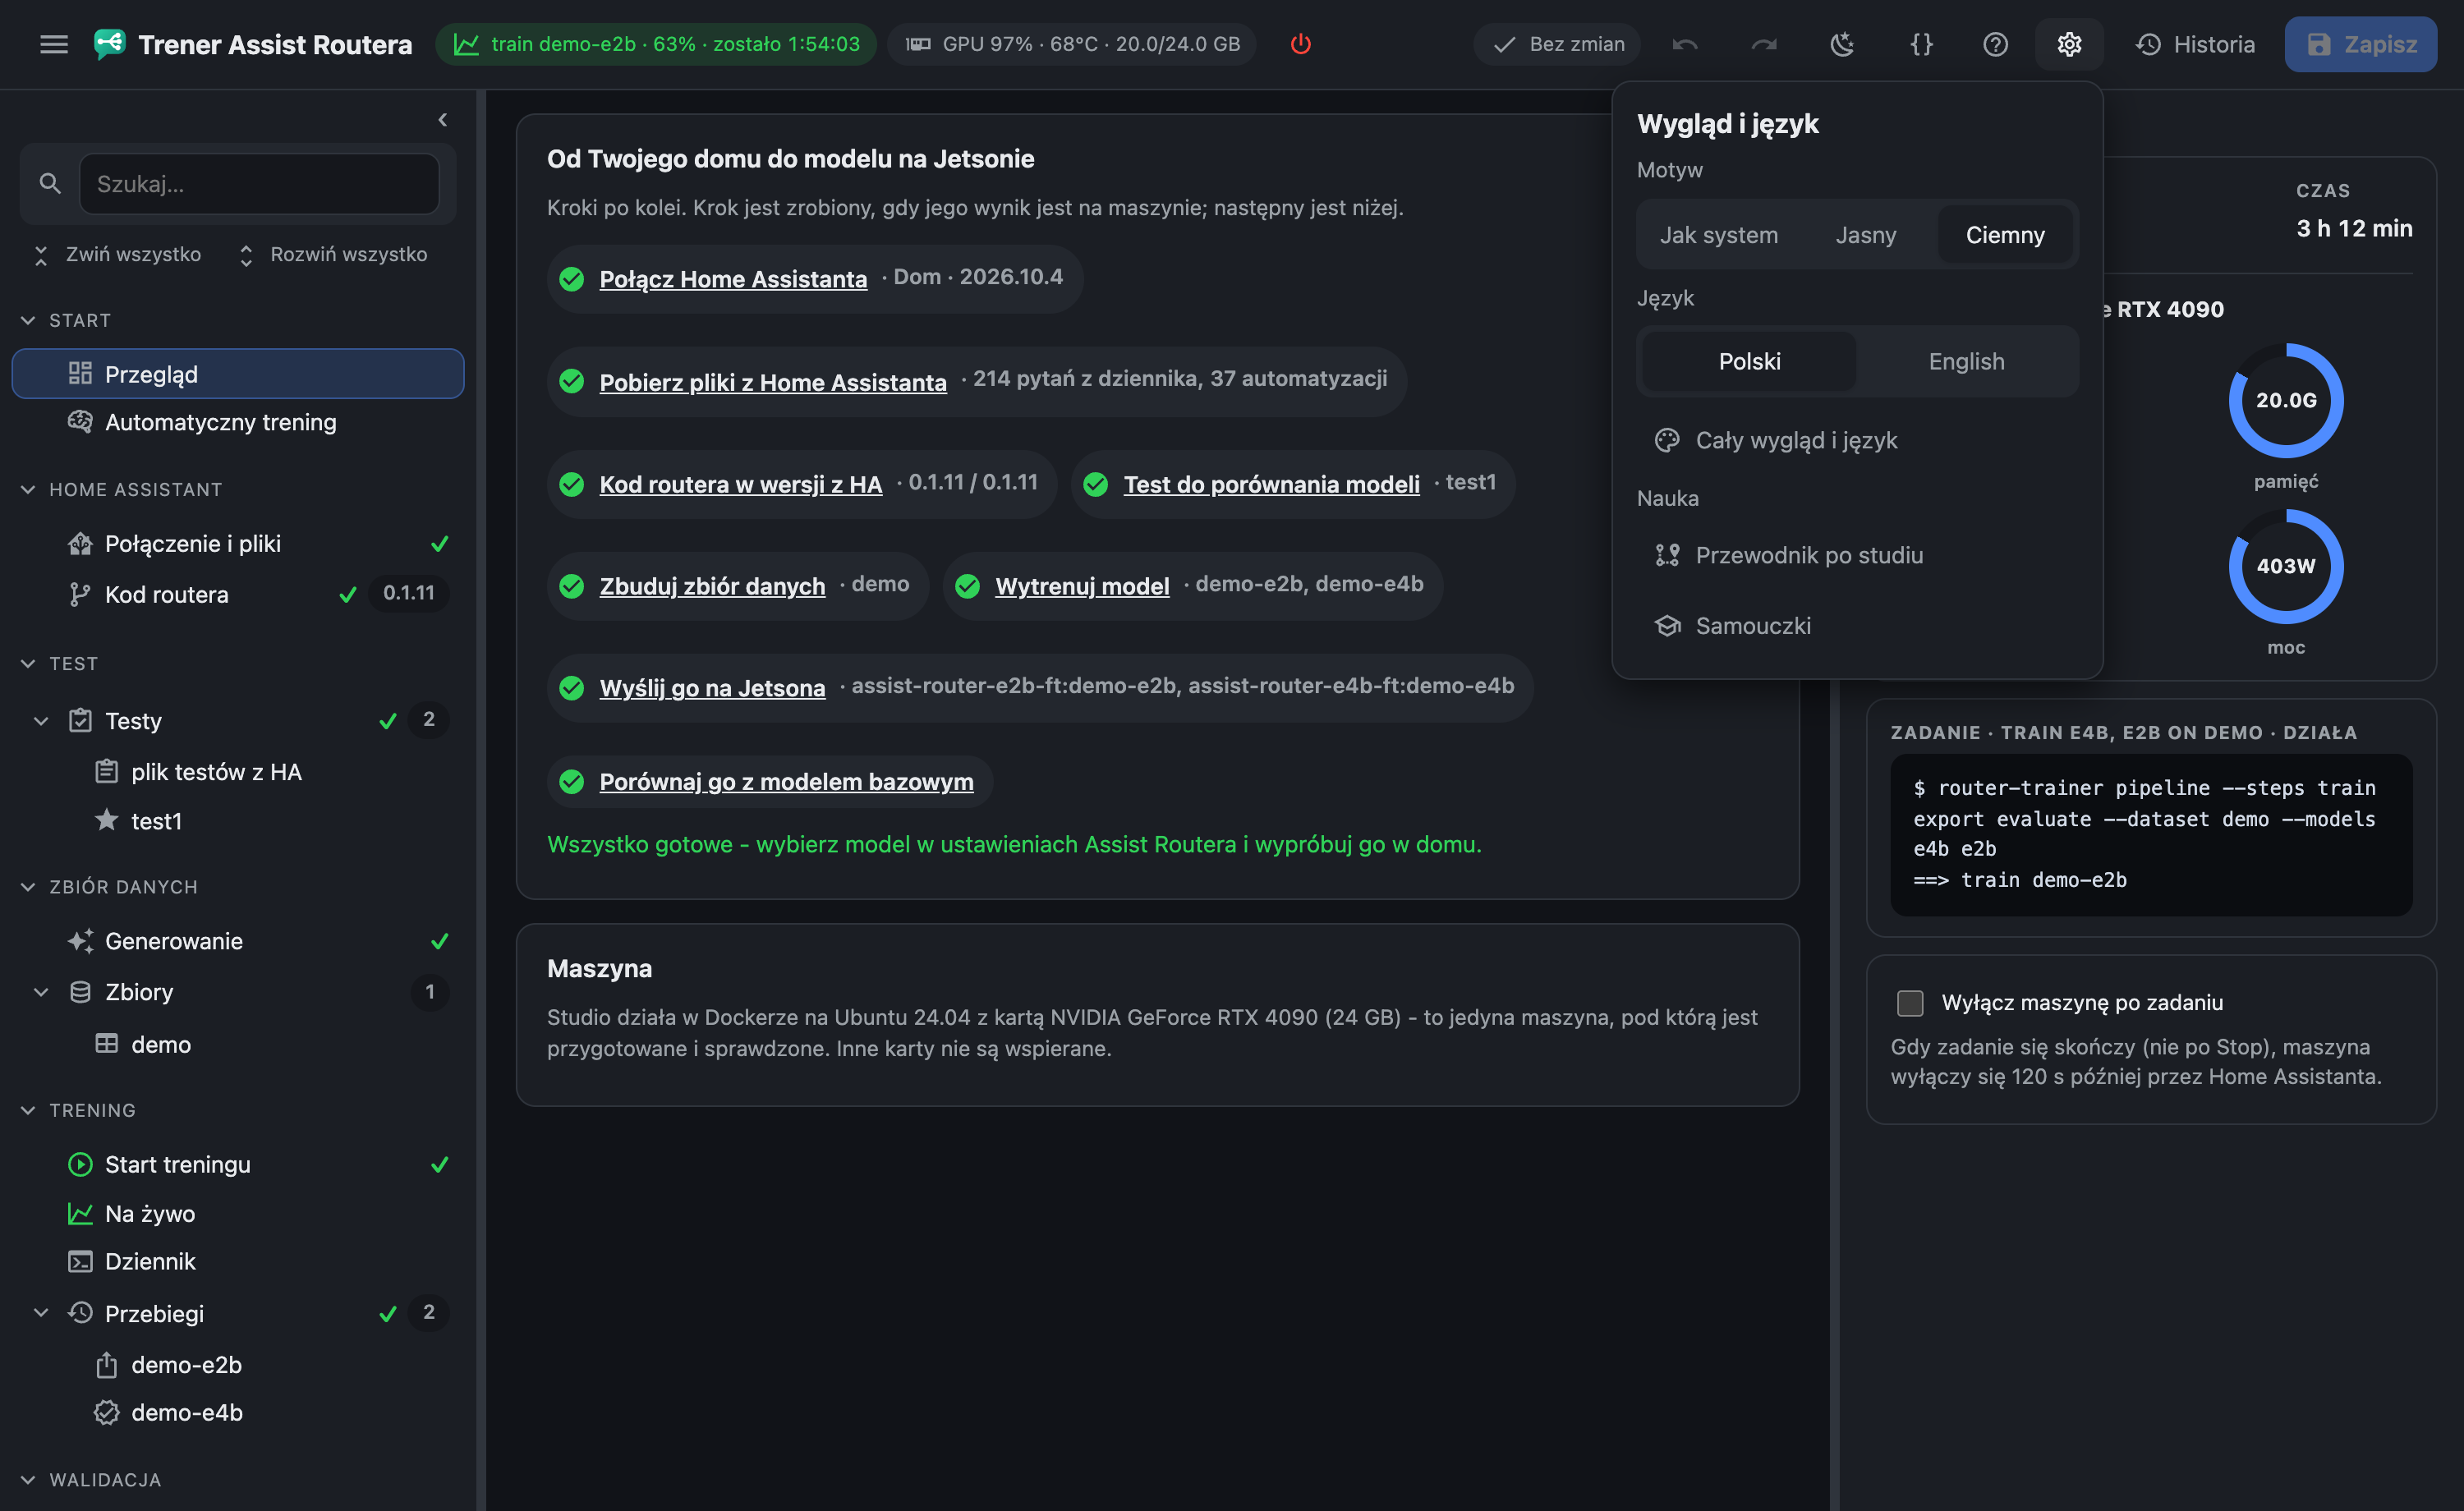 Trener Assist Routera
train demo-e2b · 63% · zostało 1:54:03
GPU 97% · 68°C · 20.0/24.0 GB
Bez zmian
{}
Historia
Zapisz
Szukaj...
Zwiń wszystko
Rozwiń wszystko
START
Przegląd
Automatyczny trening
HOME ASSISTANT
Połączenie i pliki
Kod routera
0.1.11
TEST
Testy
2
plik testów z HA
test1
ZBIÓR DANYCH
Generowanie
Zbiory
1
demo
TRENING
Start treningu
Na żywo
Dziennik
Przebiegi
2
demo-e2b
demo-e4b
WALIDACJA
Od Twojego domu do modelu na Jetsonie
Kroki po kolei. Krok jest zrobiony, gdy jego wynik jest na maszynie; następny jest niżej.
Połącz Home Assistanta · Dom · 2026.10.4
Pobierz pliki z Home Assistanta · 214 pytań z dziennika, 37 automatyzacji
Kod routera w wersji z HA · 0.1.11 / 0.1.11
Test do porównania modeli · test1
Zbuduj zbiór danych · demo
Wytrenuj model · demo-e2b, demo-e4b
Wyślij go na Jetsona · assist-router-e2b-ft:demo-e2b, assist-router-e4b-ft:demo-e4b
Porównaj go z modelem bazowym
Wszystko gotowe - wybierz model w ustawieniach Assist Routera i wypróbuj go w domu.
Maszyna
Studio działa w Dockerze na Ubuntu 24.04 z kartą NVIDIA GeForce RTX 4090 (24 GB) - to jedyna maszyna, pod którą jest
przygotowane i sprawdzone. Inne karty nie są wspierane.
Wygląd i język
Motyw
Jak system
Jasny
Ciemny
Język
Polski
English
Cały wygląd i język
Nauka
Przewodnik po studiu
Samouczki
CZAS
3 h 12 min
e RTX 4090
20.0G
pamięć
403W
moc
ZADANIE · TRAIN E4B, E2B ON DEMO · DZIAŁA
$ router-trainer pipeline --steps train
export evaluate --dataset demo --models
e4b e2b
==> train demo-e2b
Wyłącz maszynę po zadaniu
Gdy zadanie się skończy (nie po Stop), maszyna
wyłączy się 120 s później przez Home Assistanta.